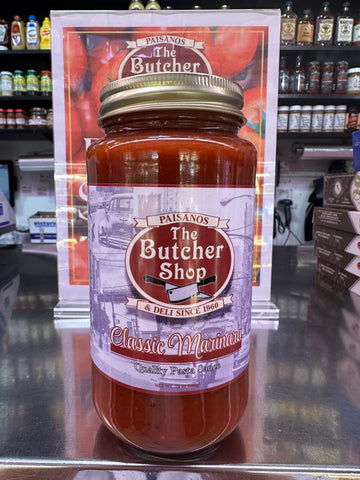 PAISANOS
The
Butcher
PAISANOS
The
Butcher
Shop
& DELI SINCE 1960
Classic Marinara
Quality Pasta Sauce